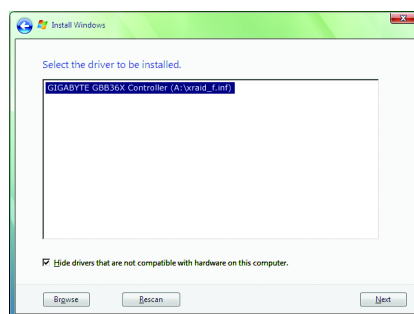 Install Windows
Select the driver to be installed.
GIGABYTE GBB36X Controller (A:\xraid_f.inf)
Hide drivers that are not compatible with hardware on this computer.
Browse
Rescan
Next